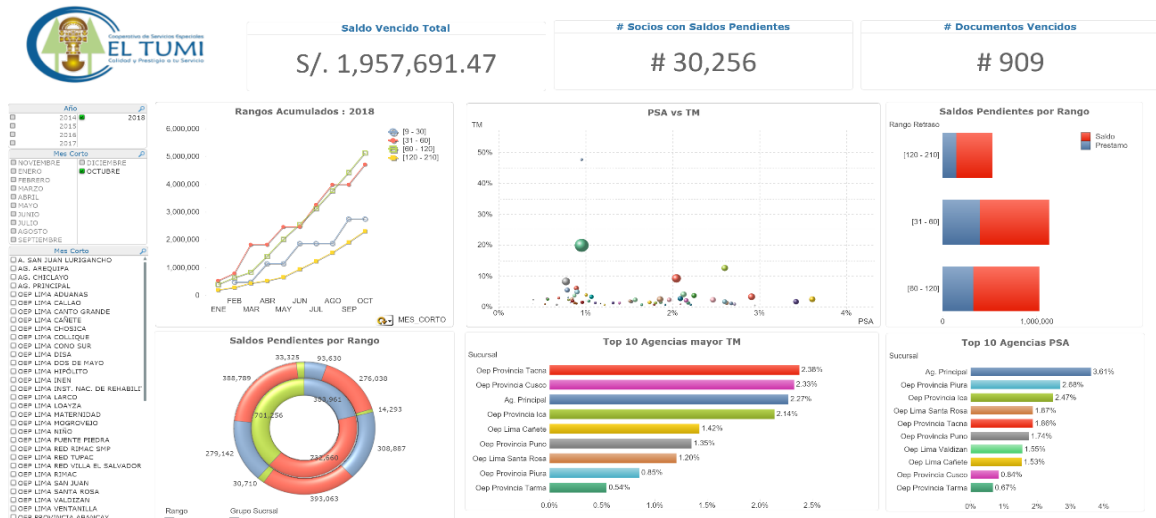 Cooperativa de Servicios Especiales
EL TUMI
Calidad y Prestigio a tu Servicio
Saldo Vencido Total
S/. 1,957,691.47
# Socios con Saldos Pendientes
# 30,256
# Documentos Vencidos
# 909
Año
2014
2018
2015
2016
2017
Mes Corto
NOVIEMBRE
DICIEMBRE
ENERO
OCTUBRE
FEBRERO
MARZO
ABRIL
MAYO
JUNIO
JULIO
AGOSTO
SEPTIEMBRE
Mes Corto
A. SAN JUAN LURIGANCHO
AG. AREQUIPA
AG. CHICLAYO
AG. PRINCIPAL
OEP LIMA ADUANAS
OEP LIMA CALLAO
OEP LIMA CANTO GRANDE
OEP LIMA CAÑETE
OEP LIMA CHOSICA
OEP LIMA COLLIQUE
OEP LIMA CONO SUR
OEP LIMA DISA
OEP LIMA DOS DE MAYO
OEP LIMA HIPÓLITO
OEP LIMA INEN
OEP LIMA INST. NAC. DE REHABILIT
OEP LIMA LARCO
OEP LIMA LOAYZA
OEP LIMA MATERNIDAD
OEP LIMA MOGROVEJO
OEP LIMA NIÑO
OEP LIMA PUENTE PIEDRA
OEP LIMA RED RIMAC SMP
OEP LIMA RED TUPAC
OEP LIMA RED VILLA EL SALVADOR
OEP LIMA RIMAC
OEP LIMA SAN JUAN
OEP LIMA SANTA ROSA
OEP LIMA VALDIZAN
OEP LIMA VENTANILLA
OEP PROVINCIA ABANCAY
Rangos Acumulados : 2018
6,000,000
5,000,000
4,000,000
3,000,000
2,000,000
1,000,000
0
[9 - 30]
[31 - 60]
[60 - 120]
[120 - 210]
FEB ABR JUN AGO OCT
ENE MAR MAY JUL SEP
MES_CORTO
PSA vs TM
TM
50%
40%
30%
20%
10%
0%
0% 1% 2% 3% 4%
PSA
Saldos Pendientes por Rango
Rango Retraso
[120 - 210]
[31 - 60]
[60 - 120]
Saldo
Prestamo
0 1,000,000
Saldos Pendientes por Rango
33,325
95,630
388,789
276,038
701,256
393,961
14,293
279,142
308,887
732,560
30,710
393,063
Rango Grupo Sucrsal
Top 10 Agencias mayor TM
Sucursal
Oep Provincia Tacna 2.38%
Oep Provincia Cusco 2.33%
Ag. Principal 2.27%
Oep Provincia Ica 2.14%
Oep Lima Cañete 1.42%
Oep Provincia Puno 1.35%
Oep Lima Santa Rosa 1.20%
Oep Provincia Piura 0.85%
Oep Provincia Tarma 0.54%
0.0% 0.5% 1.0% 1.5% 2.0% 2.5%
Top 10 Agencias PSA
Sucursal
Ag. Principal 3.61%
Oep Provincia Piura 2.68%
Oep Provincia Ica 2.47%
Oep Lima Santa Rosa 1.87%
Oep Provincia Tacna 1.86%
Oep Provincia Puno 1.74%
Oep Lima Valdizan 1.55%
Oep Lima Cañete 1.53%
Oep Provincia Cusco 0.84%
Oep Provincia Tarma 0.67%
0% 1% 2% 3% 4%